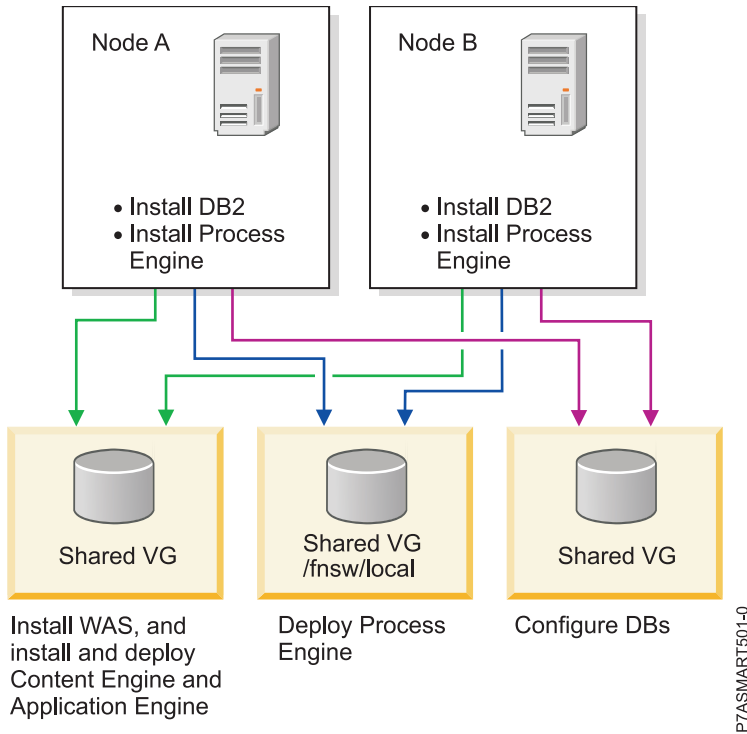 Node A
• Install DB2
• Install Process
Engine
Node B
• Install DB2
• Install Process
Engine
Shared VG
Install WAS, and
install and deploy
Content Engine and
Application Engine
Shared VG
/fnsw/local
Deploy Process
Engine
Shared VG
Configure DBs
P7ASMART501-0